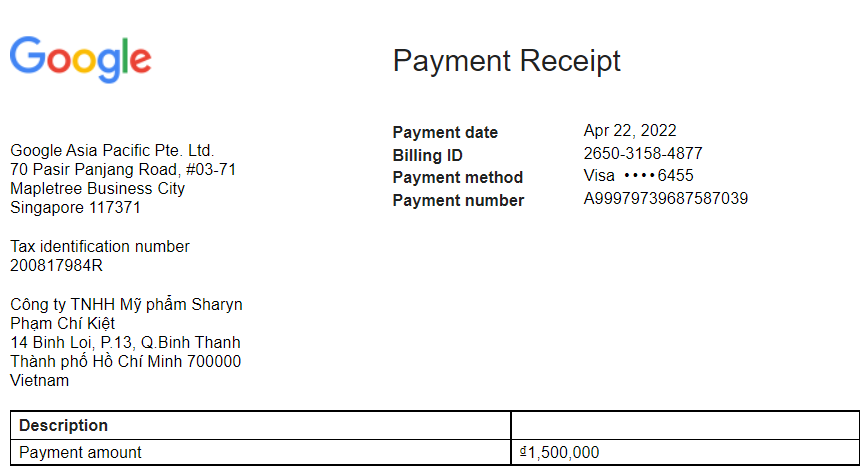 Google
Payment Receipt
Google Asia Pacific Pte. Ltd.
70 Pasir Panjang Road, #03-71
Mapletree Business City
Singapore 117371
Tax identification number
200817984R
Công ty TNHH Mỹ phẩm Sharyn
Phạm Chí Kiệt
14 Binh Loi, P.13, Q.Binh Thanh
Thành phố Hồ Chí Minh 700000
Vietnam
Payment date Apr 22, 2022
Billing ID 2650-3158-4877
Payment method Visa ••••6455
Payment number A99979739687587039
Description
Payment amount ₫1,500,000